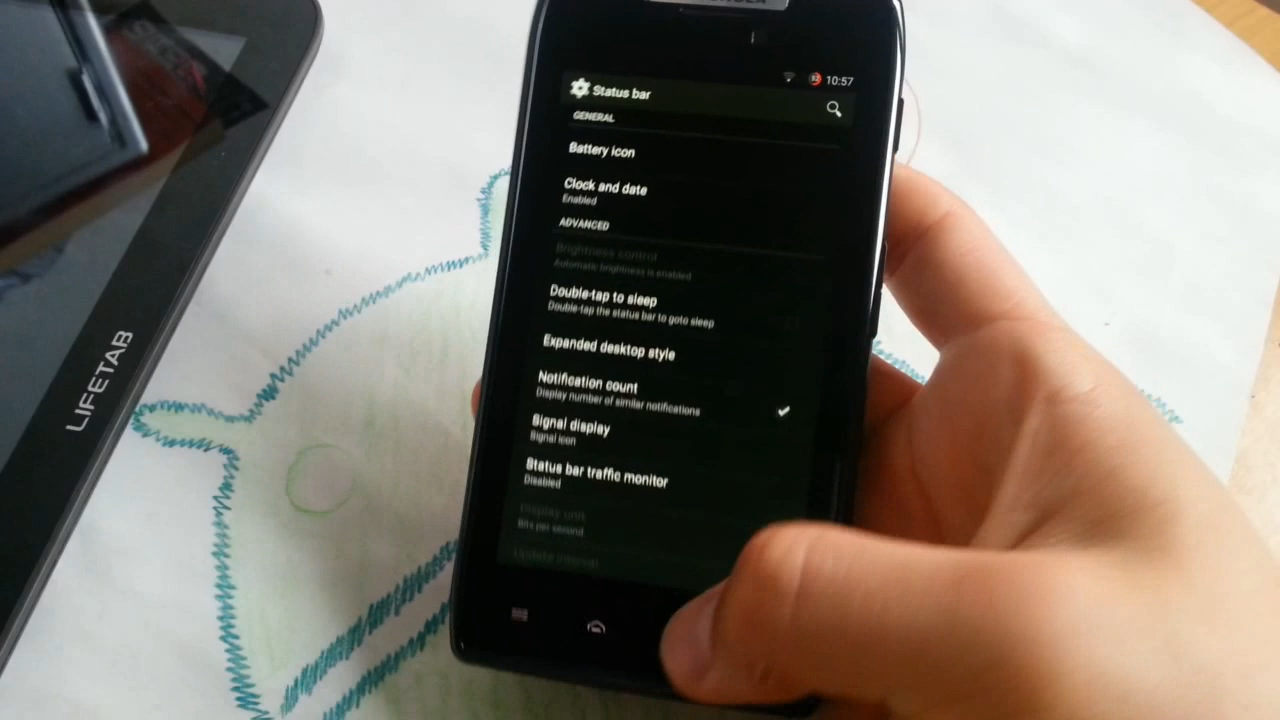 10:57
Status bar
GENERAL
Battery icon
Clock and date
Enabled
ADVANCED
Brightness control
Automatic brightness is enabled
Double-tap to sleep
Double-tap the status bar to goto sleep
Expanded desktop style
Notification count
Display number of similar notifications
Signal display
Signal icon
Status bar traffic monitor
Disabled
Display unit
Bits per second
Update interval
LIFETAB